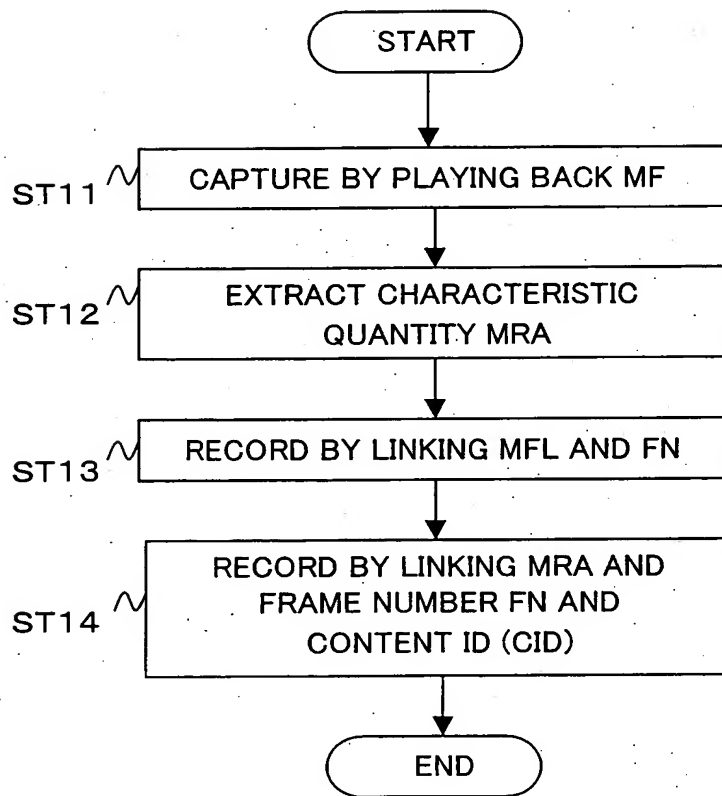 START
ST11
CAPTURE BY PLAYING BACK MF
ST12
EXTRACT CHARACTERISTIC
QUANTITY MRA
ST13
RECORD BY LINKING MFL AND FN
ST14
RECORD BY LINKING MRA AND
FRAME NUMBER FN AND
CONTENT ID (CID)
END